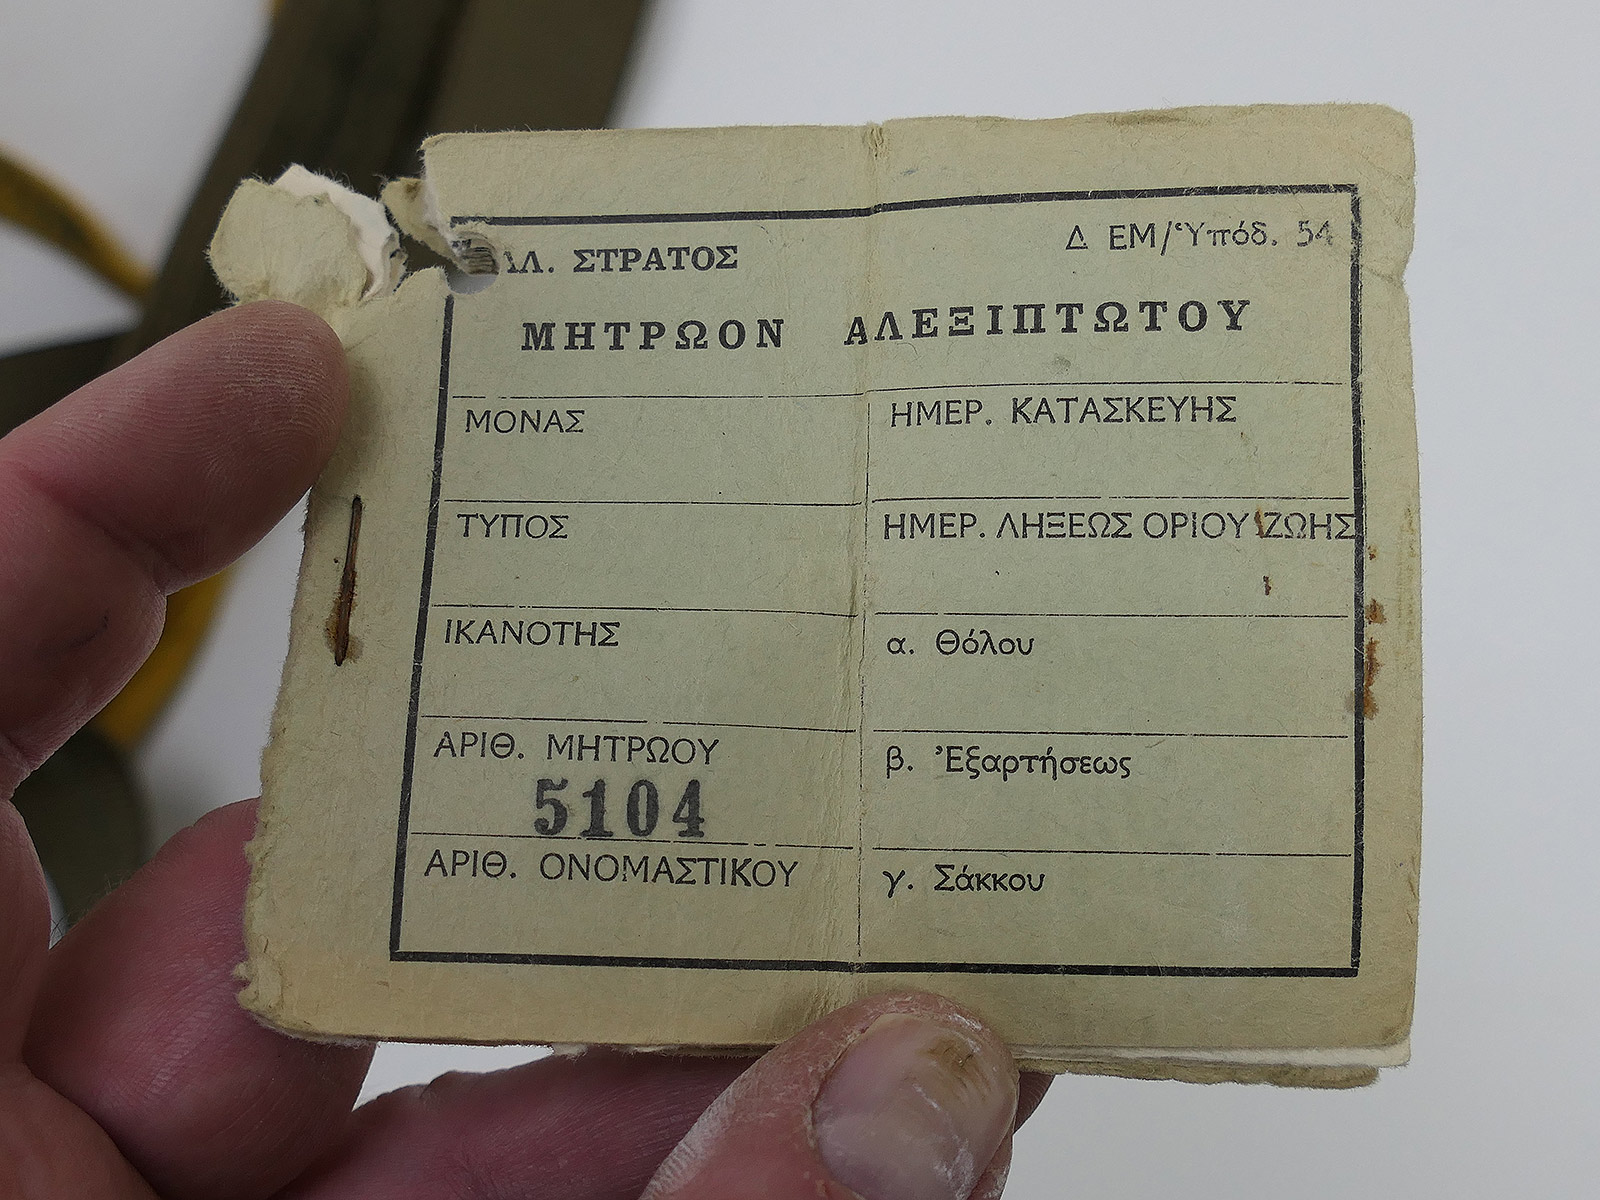 ΣΤΡΑΤΟΣ
Δ ΕΜ/Ὑπόδ. 54
ΜΗΤΡΩΟΝ ΑΛΕΞΙΠΤΩΤΟΥ
ΜΟΝΑΣ
ΗΜΕΡ. ΚΑΤΑΣΚΕΥΗΣ
ΤΥΠΟΣ
ΗΜΕΡ. ΛΗΞΕΩΣ ΟΡΙΟΥ ΖΩΗΣ
ΙΚΑΝΟΤΗΣ
α. Θόλου
ΑΡΙΘ. ΜΗΤΡΩΟΥ
5104
β. Ἐξαρτήσεως
ΑΡΙΘ. ΟΝΟΜΑΣΤΙΚΟΥ
γ. Σάκκου